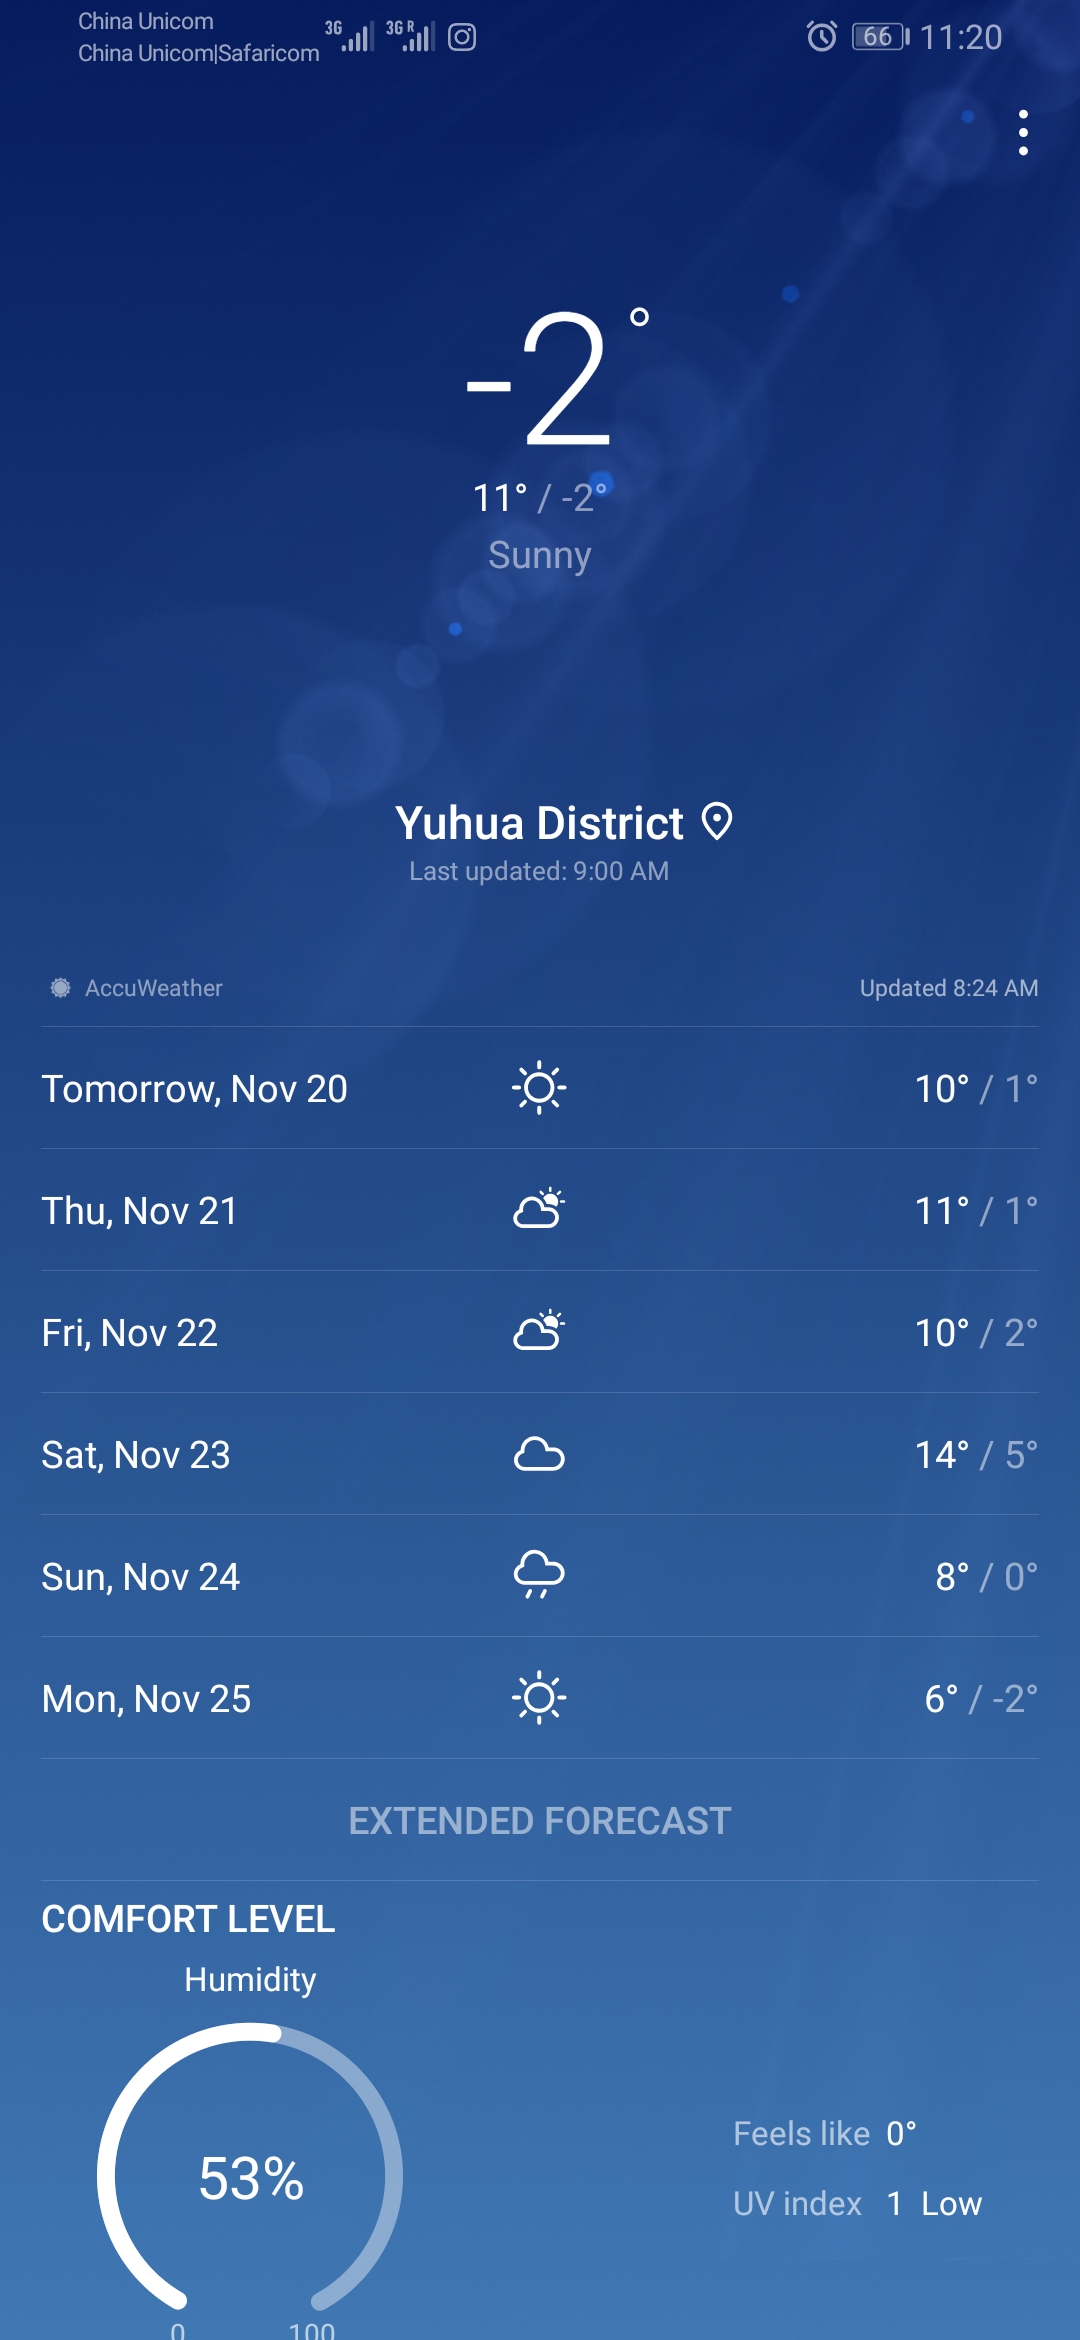 China Unicom
China Unicom|Safaricom 3G 3G R 66 11:20
-2°
11° / -2°
Sunny
Yuhua District
Last updated: 9:00 AM
AccuWeather Updated 8:24 AM
Tomorrow, Nov 20 10° / 1°
Thu, Nov 21 11° / 1°
Fri, Nov 22 10° / 2°
Sat, Nov 23 14° / 5°
Sun, Nov 24 8° / 0°
Mon, Nov 25 6° / -2°
EXTENDED FORECAST
COMFORT LEVEL
Humidity
53%
0 100
Feels like 0°
UV index 1 Low